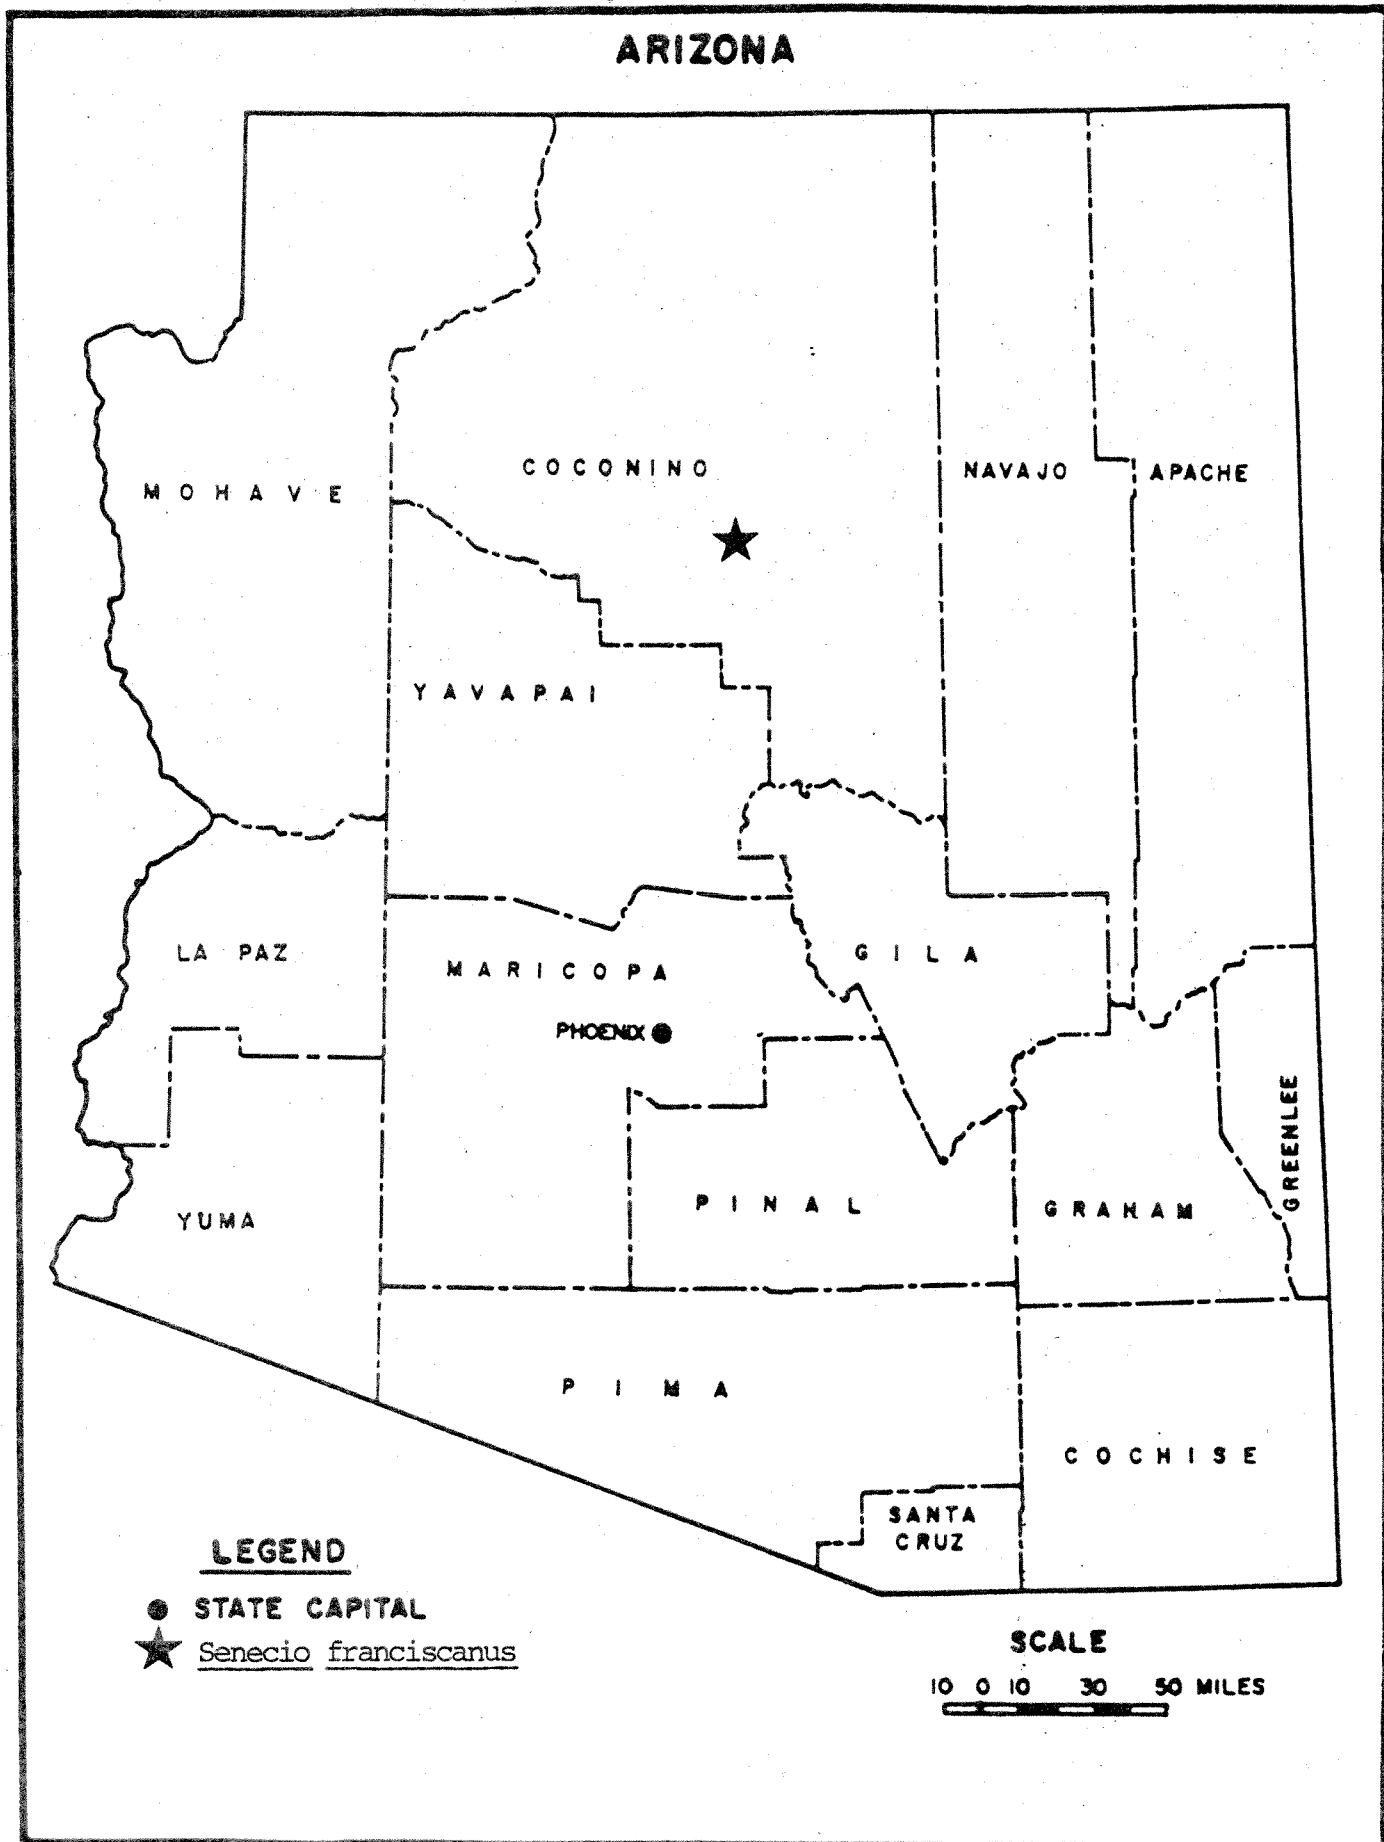 ARIZONA
COCONINO
NAVAJO
APACHE
MOHAVE
YAVAPAI
LA PAZ
MARICOPA
GILA
PHOENIX
GREENLEE
PINAL
GRAHAM
YUMA
PIMA
COCHISE
SANTA
CRUZ
LEGEND
STATE CAPITAL
Senecio franciscanus
SCALE
10 0 10 30 50 MILES